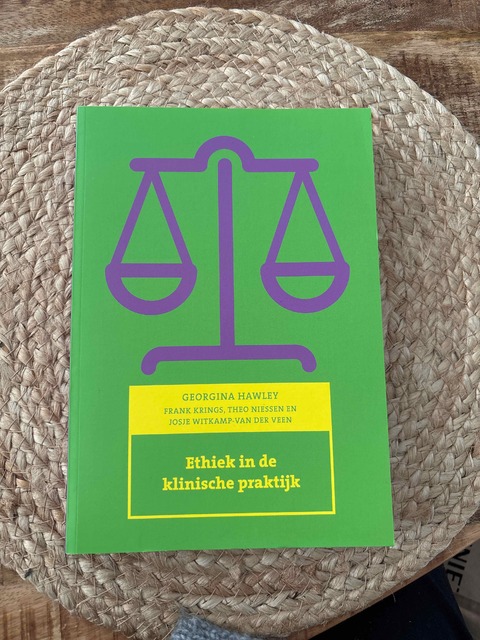 GEORGINA HAWLEY
FRANK KRINGS, THEO NIESSEN EN
JOSJE WITKAMP-VAN DER VEEN
Ethiek in de
klinische praktijk